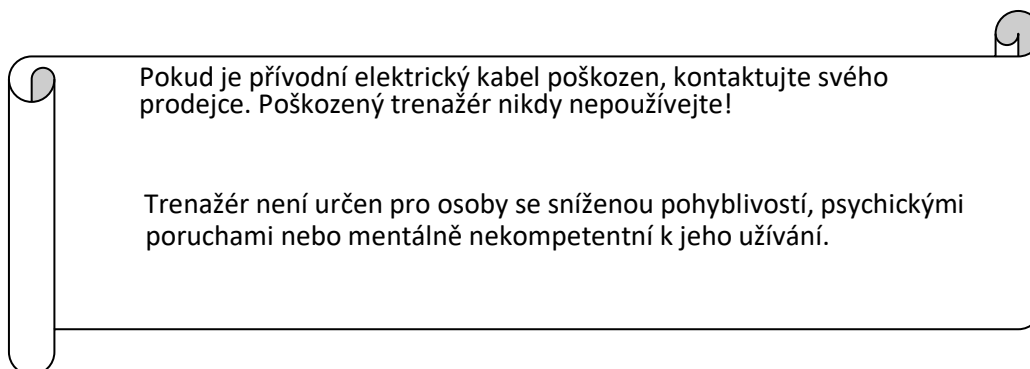 Pokud je přívodní elektrický kabel poškozen, kontaktujte svého
prodejce. Poškozený trenažér nikdy nepoužívejte!
Trenažér není určen pro osoby se sníženou pohyblivostí, psychickými
poruchami nebo mentálně nekompetentní k jeho užívání.